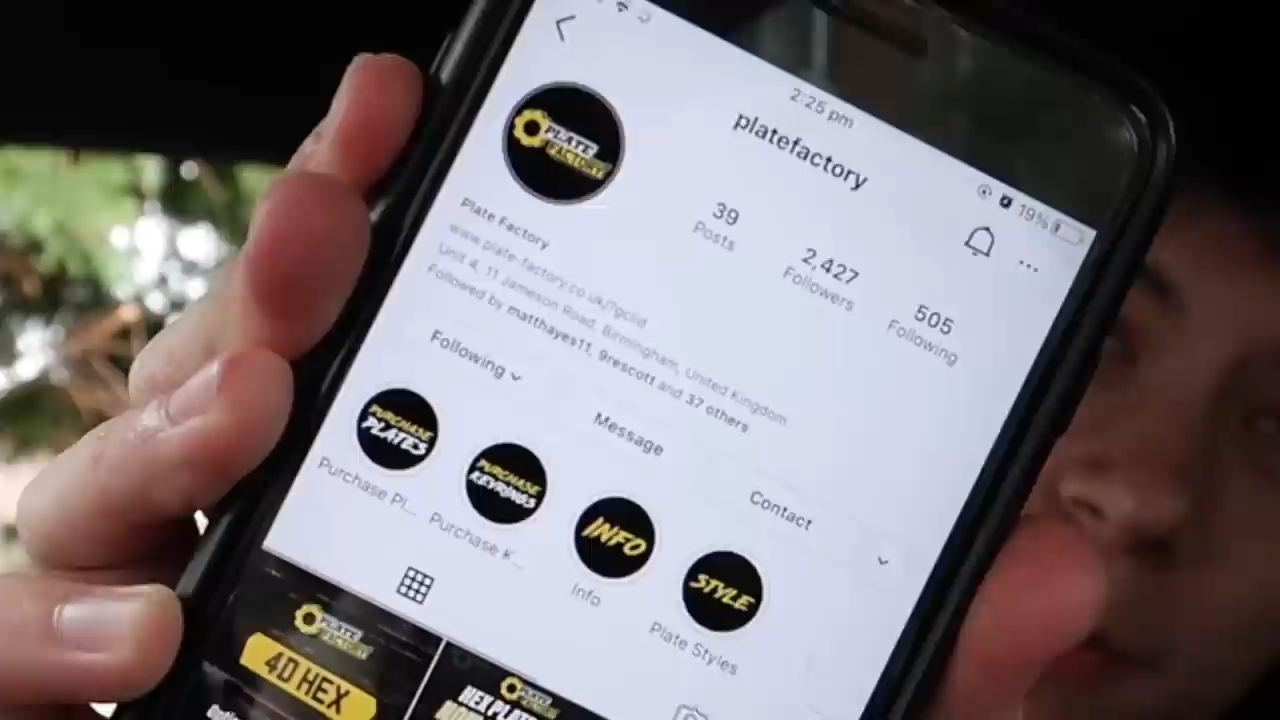 2:25 pm
19%
platefactory
PLATE
FACTORY
39
Posts
2,427
Followers
505
Following
Plate Factory
www.plate-factory.co.uk/?gclid
Unit 4, 11 Jameson Road, Birmingham, United Kingdom
Followed by matthayes11, 9rescott and 37 others
Following
Message
Contact
PURCHASE
PLATES
PURCHASE
KEYRINGS
INFO
STYLE
Purchase Pl...
Purchase K...
Info
Plate Styles
PLATE
FACTORY
4D HEX
PLATE
FACTORY
HEX PLATE